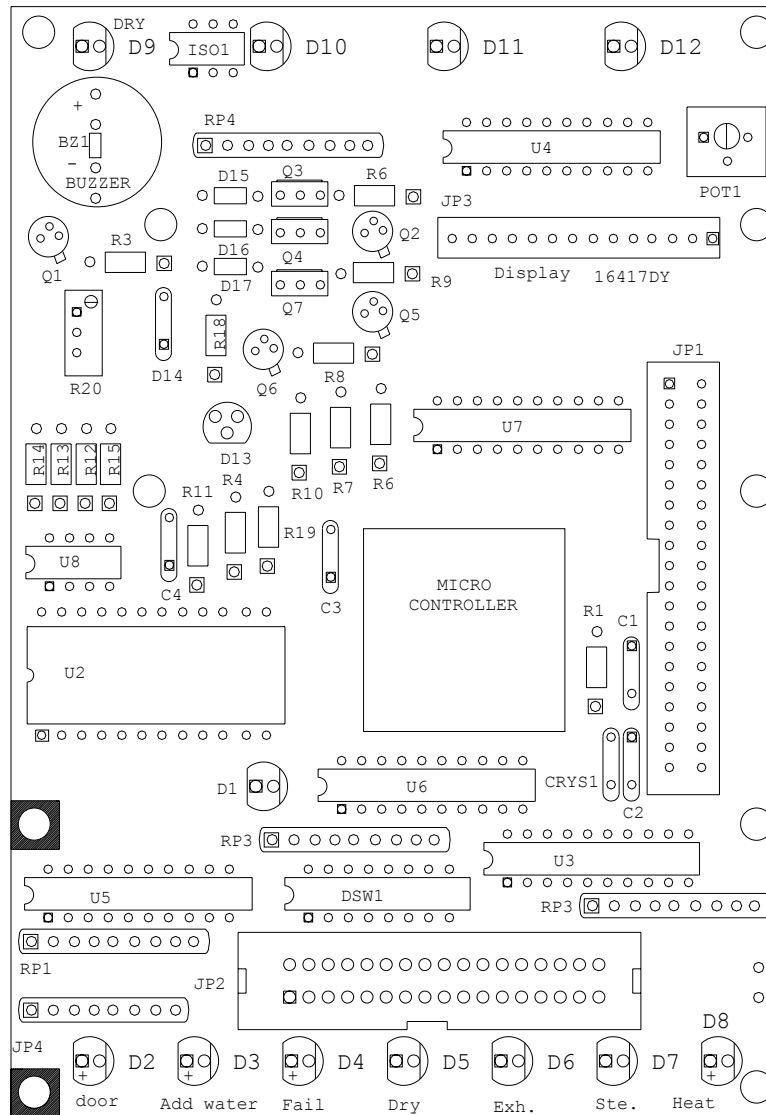 DRY
D9
ISO1
D10
D11
D12
+
BZ1
-
BUZZER
RP4
U4
POT1
D15
Q3
R6
JP3
Q1
R3
D16
Q4
Q2
D17
Q7
R9
Display 16417DY
Q5
R20
D14
R18
Q6
R8
JP1
D13
R10
R7
R6
U7
R14
R13
R12
R15
R11
R4
R19
U8
C4
C3
MICRO
CONTROLLER
R1
C1
U2
D1
U6
CRYS1
C2
RP3
U3
U5
DSW1
RP3
RP1
JP2
JP4
D2
D3
D4
D5
D6
D7
D8
+
+
+
+
door
Add water
Fail
Dry
Exh.
Ste.
Heat